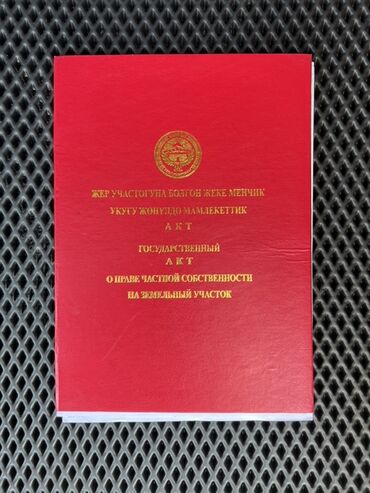 ЖЕР УЧАСТОГУНА БОЛГОН ЖЕКЕ МЕНЧИК
УКУГУ ЖӨНҮНДӨ МАМЛЕКЕТТИК
АКТ
ГОСУДАРСТВЕННЫЙ
АКТ
О ПРАВЕ ЧАСТНОЙ СОБСТВЕННОСТИ
НА ЗЕМЕЛЬНЫЙ УЧАСТОК